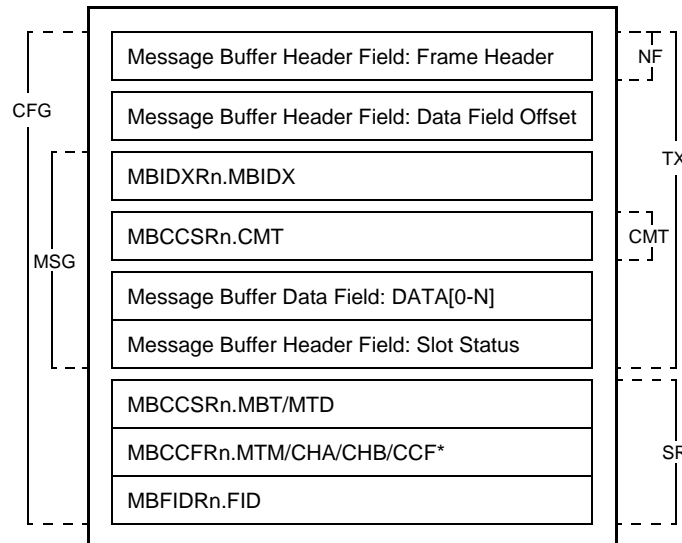 Message Buffer Header Field: Frame Header
NF
CFG
Message Buffer Header Field: Data Field Offset
TX
MBIDXRn.MBIDX
MBCCSRn.CMT
CMT
MSG
Message Buffer Data Field: DATA[0-N]
Message Buffer Header Field: Slot Status
MBCCSRn.MBT/MTD
MBCCFRn.MTM/CHA/CHB/CCF*
SR
MBFIDRn.FID